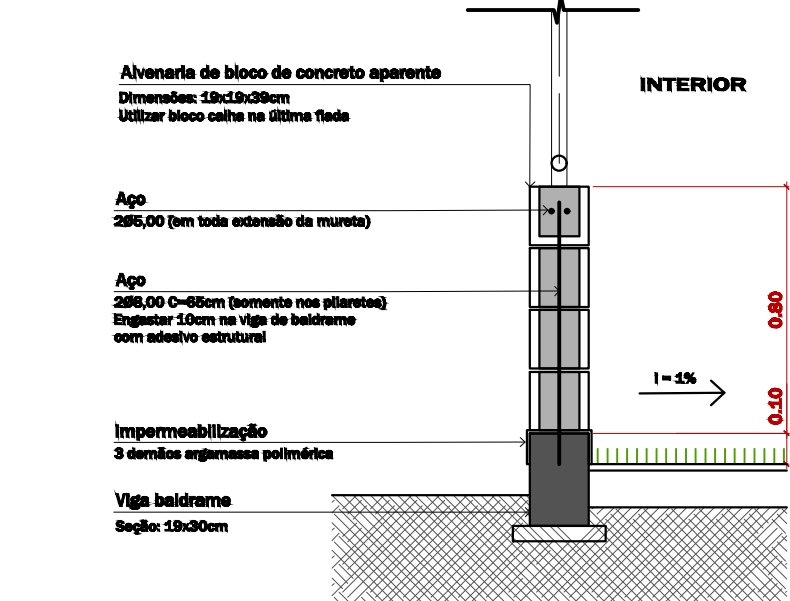 Alvenaria de bloco de concreto aparente
Dimensões: 19x19x39cm
Utilizar bloco calha na última fiada
INTERIOR
Aço
2Ø5,00 (em toda extensão da mureta)
Aço
2Ø8,00 C=65cm (somente nos pilaretes)
Engastar 10cm na viga de baldrame
com adesivo estrutural
0.80
i = 1%
0.10
Impermeabilização
3 demãos argamassa polimérica
Viga baldrame
Seção: 19x30cm